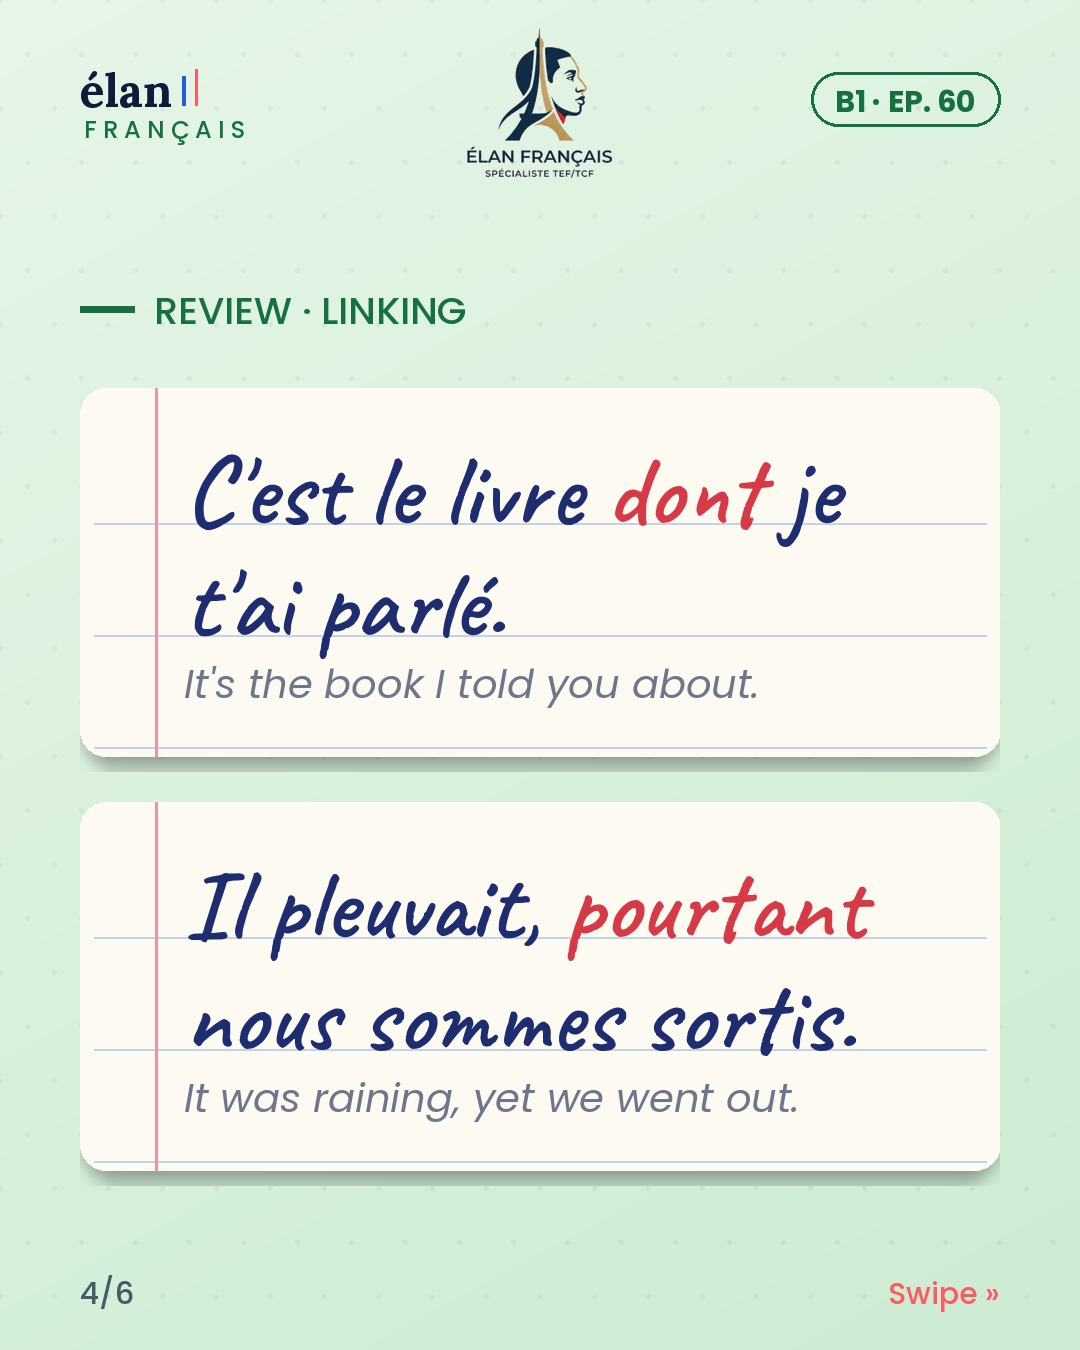 élan
FRANÇAIS
ÉLAN FRANÇAIS
SPÉCIALISTE TEF/TCF
B1 · EP. 60
REVIEW · LINKING
C'est le livre dont je
t'ai parlé.
It's the book I told you about.
Il pleuvait, pourtant
nous sommes sortis.
It was raining, yet we went out.
4/6
Swipe »